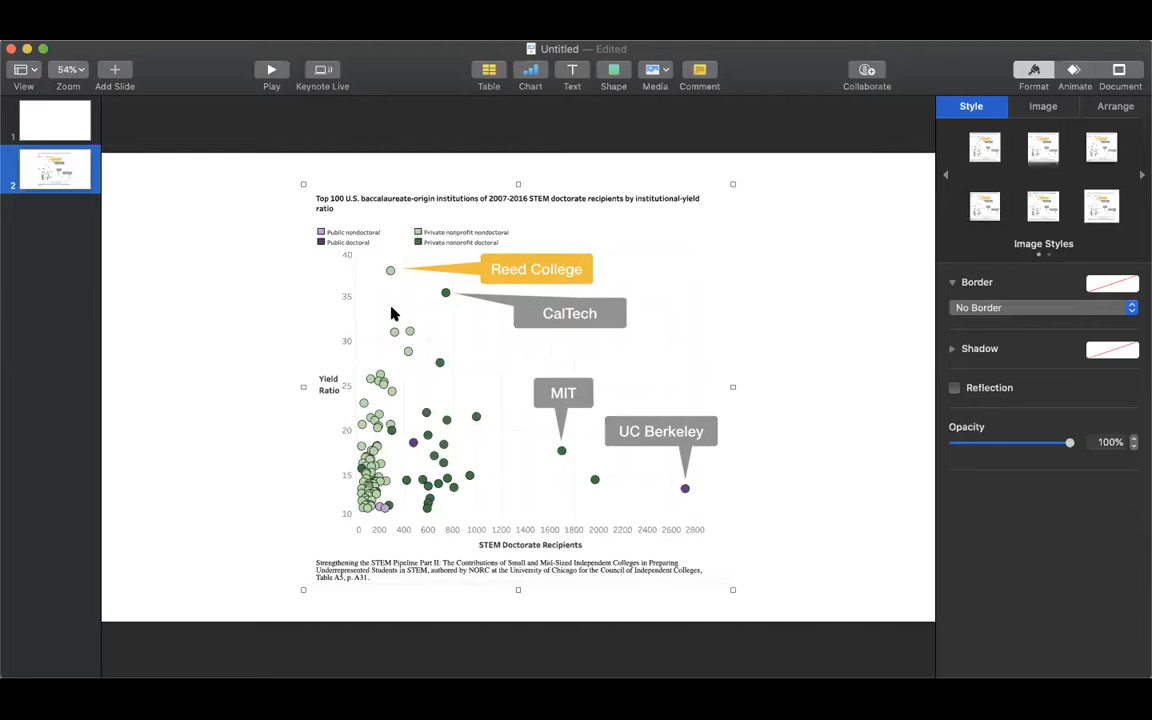 Untitled — Edited
54%
View
Zoom
Add Slide
Play
Keynote Live
Table
Chart
Text
Shape
Media
Comment
Collaborate
Format
Animate
Document
Style
Image
Arrange
1
2
Image Styles
Border
No Border
Shadow
Reflection
Opacity
100%
Top 100 U.S. baccalaureate-origin institutions of 2007-2016 STEM doctorate recipients by institutional-yield
ratio
Public nondoctoral
Private nonprofit nondoctoral
Public doctoral
Private nonprofit doctoral
40
Reed College
35
CalTech
30
Yield
Ratio
25
MIT
20
UC Berkeley
15
10
0 200 400 600 800 1000 1200 1400 1600 1800 2000 2200 2400 2600 2800
STEM Doctorate Recipients
Strengthening the STEM Pipeline Part II: The Contributions of Small and Mid-Sized Independent Colleges in Preparing
Underrepresented Students in STEM, authored by NORC at the University of Chicago for the Council of Independent Colleges,
Table A5, p. A31.